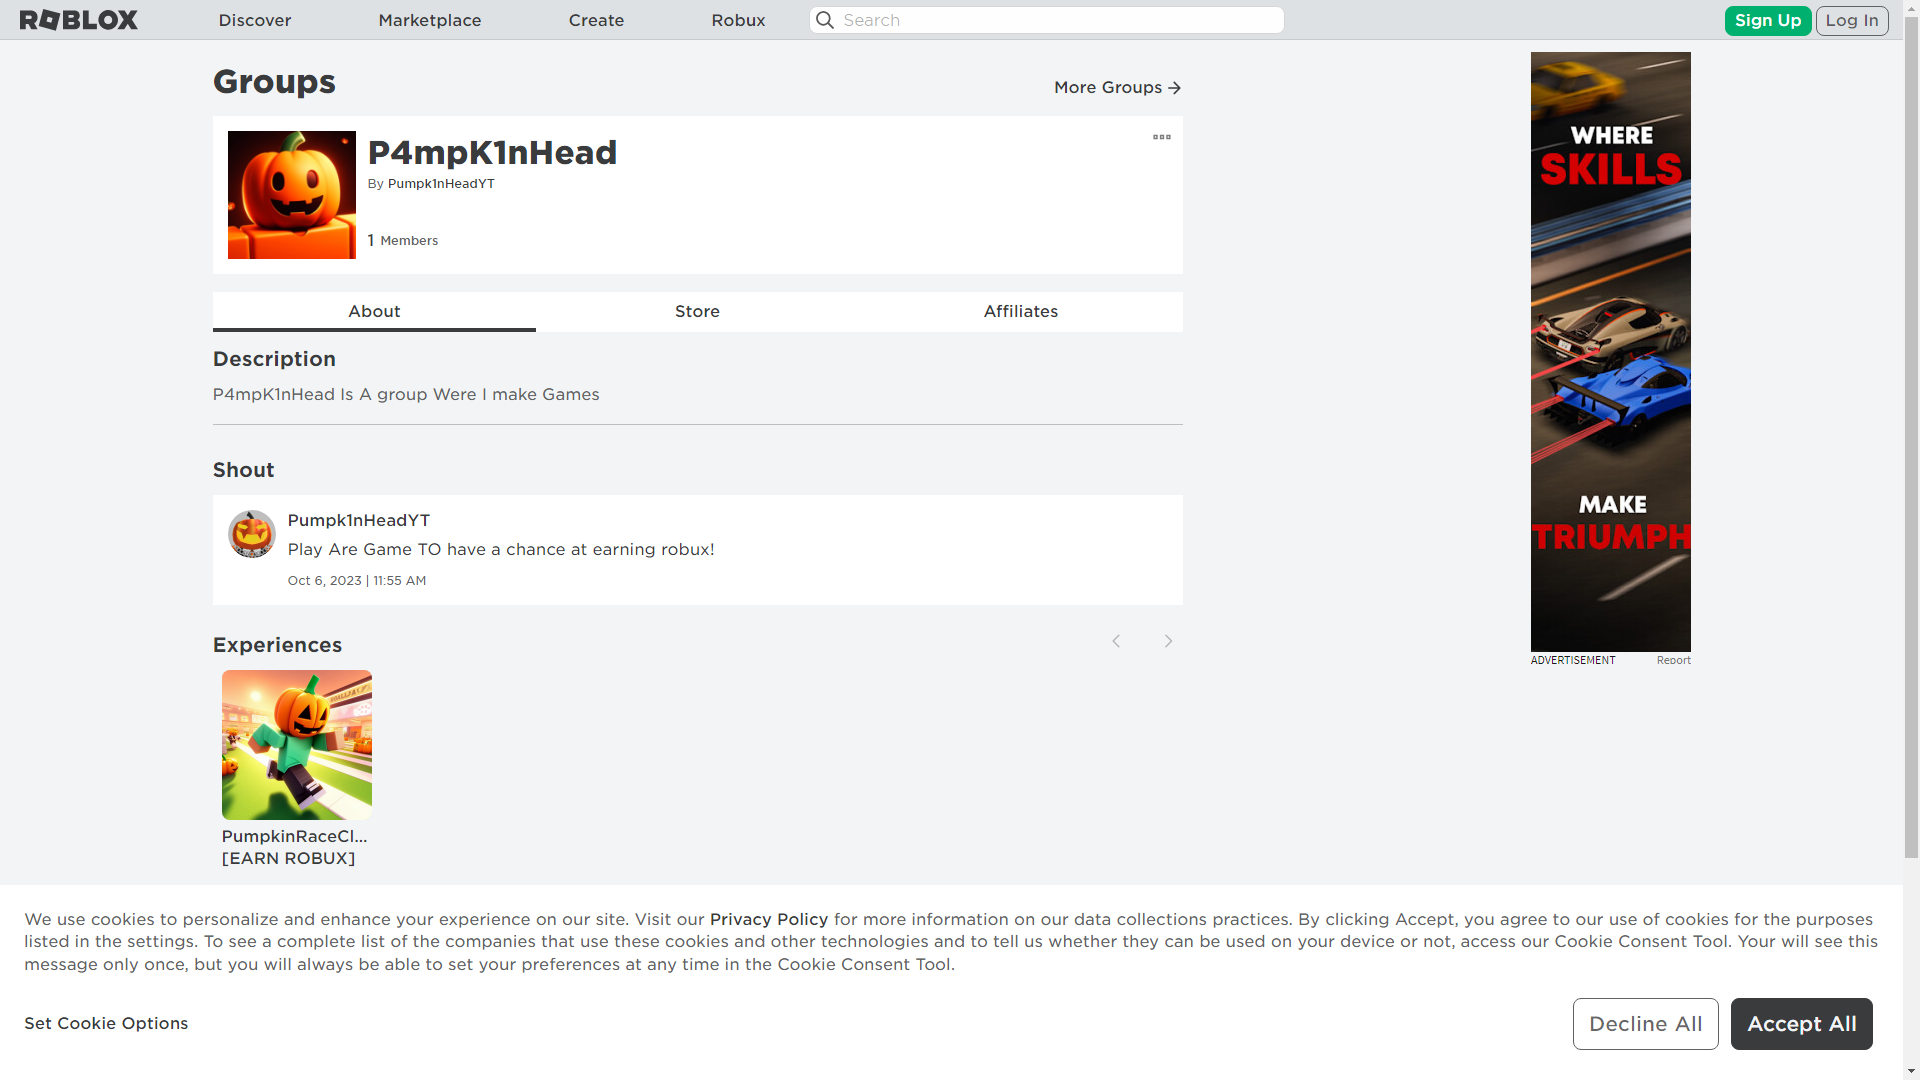 ROBLOX
Discover
Marketplace
Create
Robux
Search
Sign Up
Log In
Groups
More Groups
P4mpK1nHead
By Pumpk1nHeadYT
1 Members
About
Store
Affiliates
Description
P4mpK1nHead Is A group Were I make Games
Shout
Pumpk1nHeadYT
Play Are Game TO have a chance at earning robux!
Oct 6, 2023 | 11:55 AM
Experiences
PumpkinRaceCl...
[EARN ROBUX]
WHERE
SKILLS
MAKE
TRIUMPH
ADVERTISEMENT
Report
We use cookies to personalize and enhance your experience on our site. Visit our Privacy Policy for more information on our data collections practices. By clicking Accept, you agree to our use of cookies for the purposes
listed in the settings. To see a complete list of the companies that use these cookies and other technologies and to tell us whether they can be used on your device or not, access our Cookie Consent Tool. Your will see this
message only once, but you will always be able to set your preferences at any time in the Cookie Consent Tool.
Set Cookie Options
Decline All
Accept All